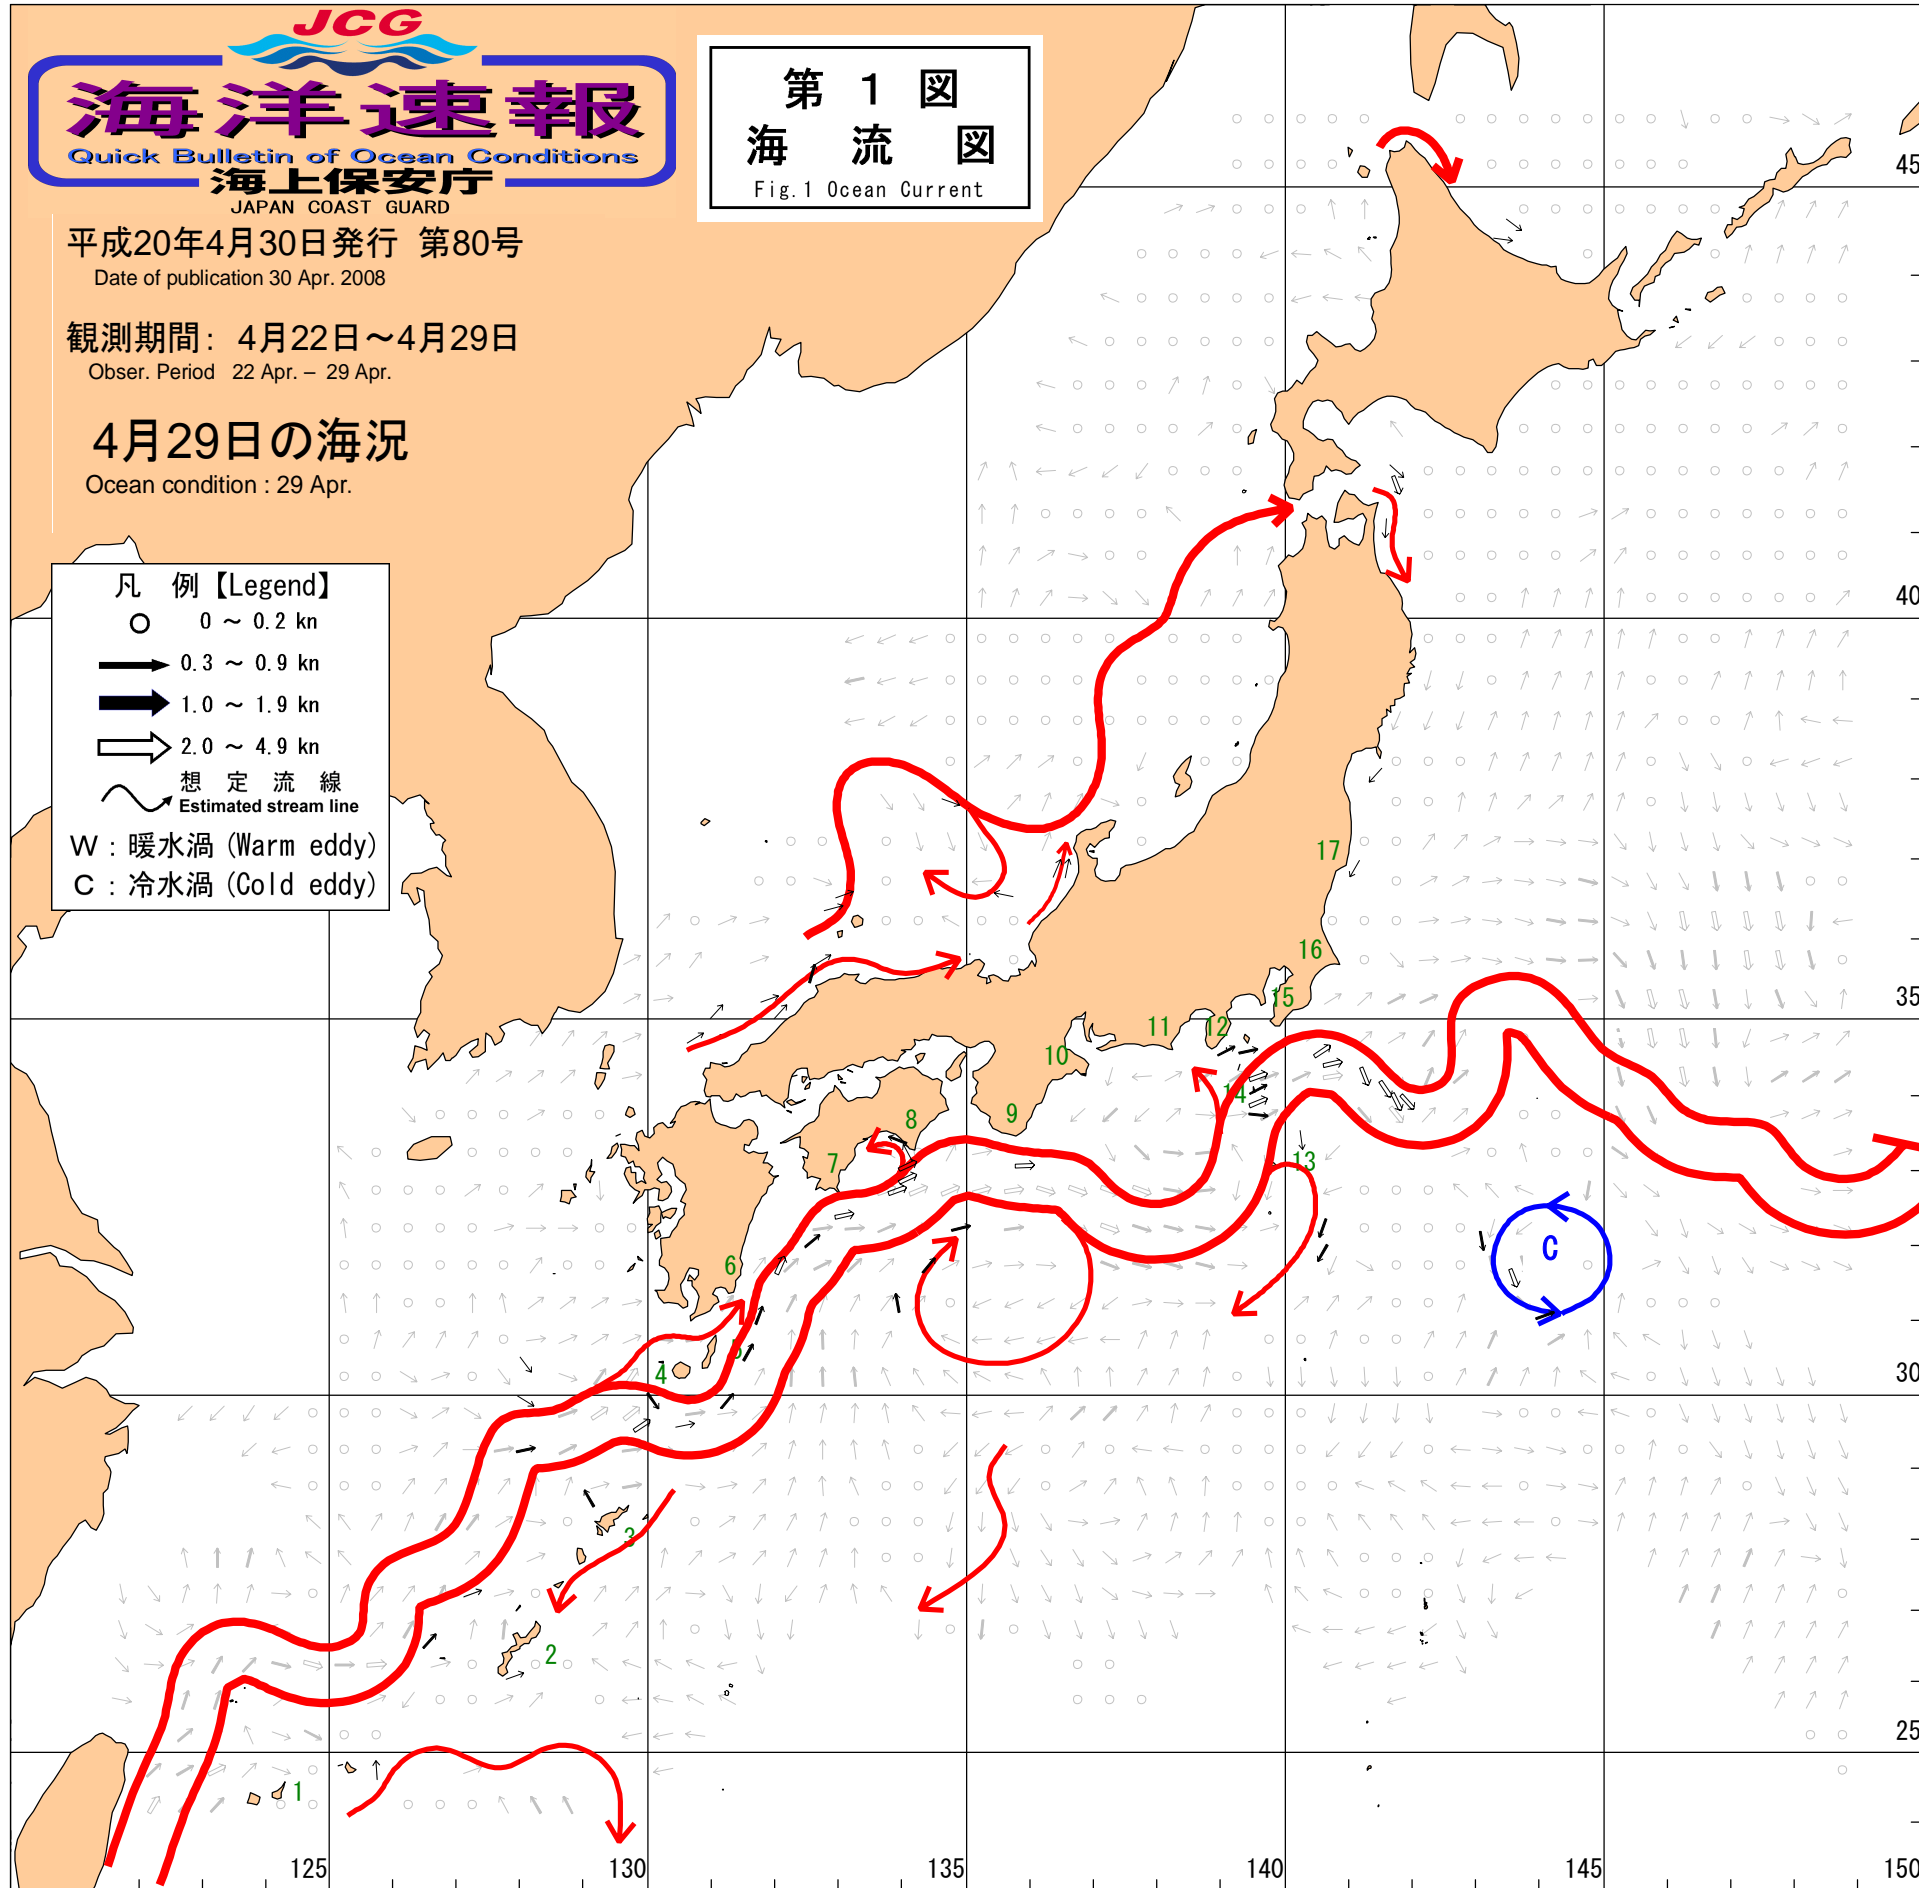 JCG
海洋速報
Quick Bulletin of Ocean Conditions
海上保安庁
JAPAN COAST GUARD
第 1 図
海 流 図
Fig.1 Ocean Current
平成20年4月30日発行 第80号
Date of publication 30 Apr. 2008
観測期間: 4月22日～4月29日
Obser. Period 22 Apr. – 29 Apr.
4月29日の海況
Ocean condition : 29 Apr.
凡 例【Legend】
0 ～ 0.2 kn
0.3 ～ 0.9 kn
1.0 ～ 1.9 kn
2.0 ～ 4.9 kn
想 定 流 線
Estimated stream line
W : 暖水渦 (Warm eddy)
C : 冷水渦 (Cold eddy)
45
40
17
16
35
15
12
11
10
14
9
8
7
13
C
6
5
4
30
3
2
25
1
125
130
135
140
145
150